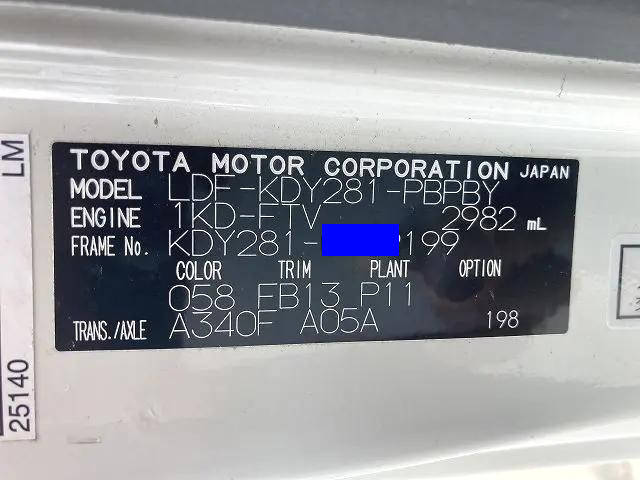 TOYOTA MOTOR CORPORATION JAPAN
MODEL LDF-KDY281-PBPBY
ENGINE 1KD-FTV 2982 mL
FRAME No. KDY281- 199
COLOR TRIM PLANT OPTION
058 FB13 P11
TRANS./AXLE A340F A05A 198
LM
25140